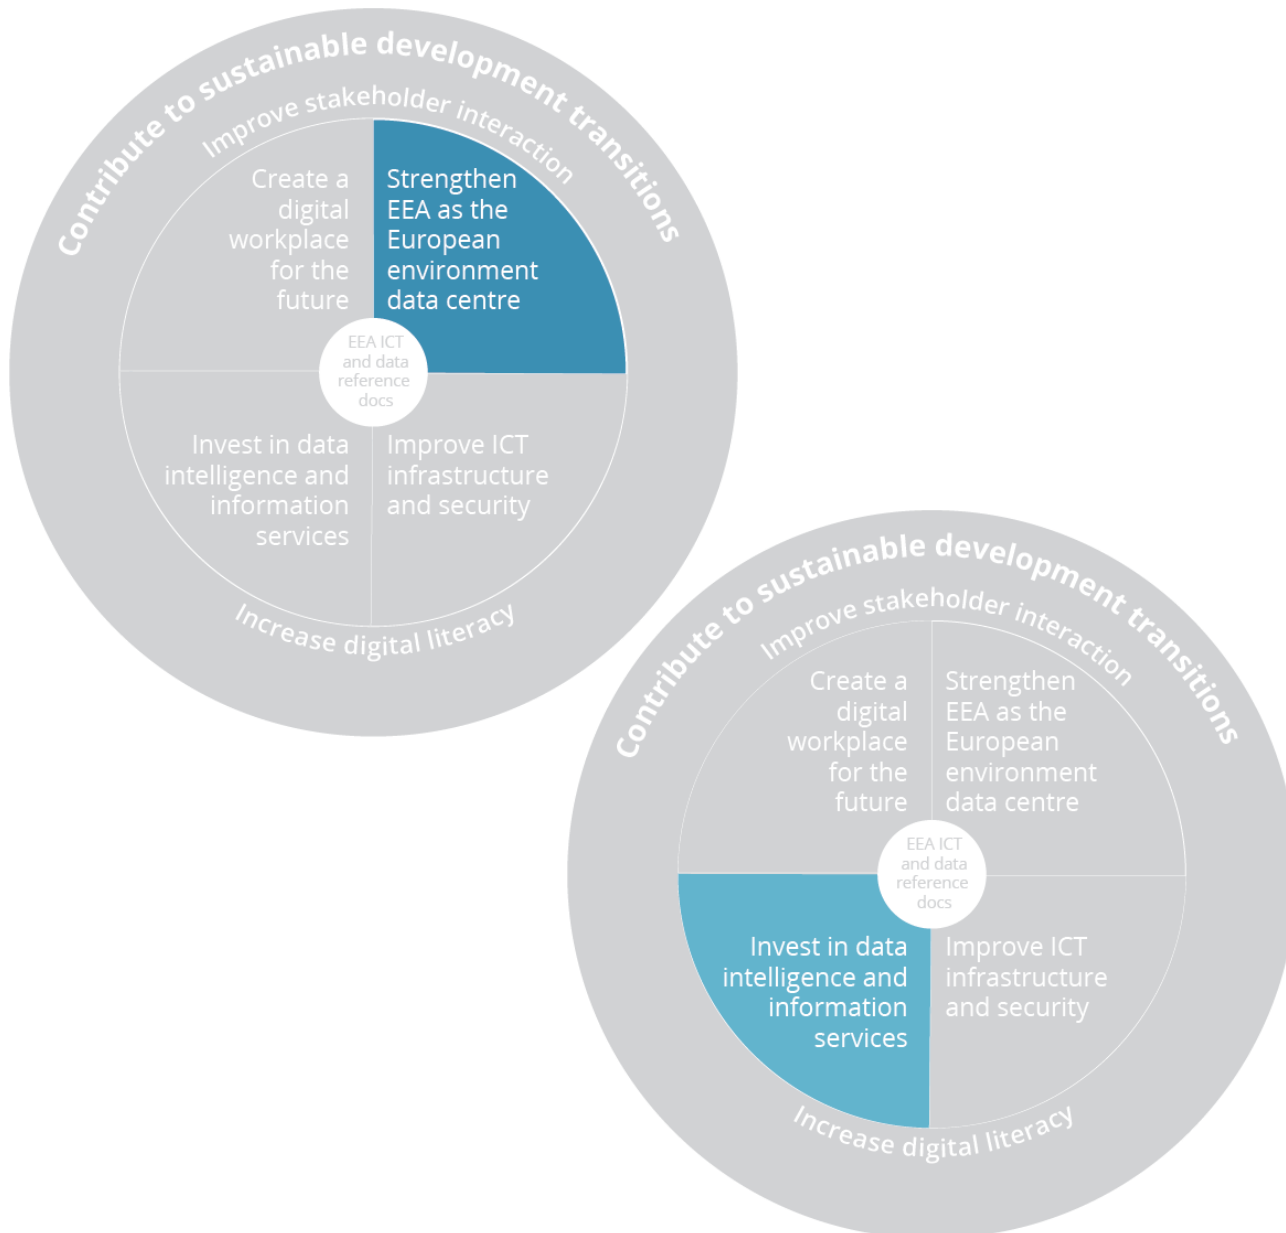 Contribute to sustainable development transitions
Improve stakeholder interaction
Create a
digital
workplace
for the
future
Strengthen
EEA as the
European
environment
data centre
EEA ICT
and data
reference
docs
Invest in data
intelligence and
information
services
Improve ICT
infrastructure
and security
Increase digital literacy
Contribute to sustainable development transitions
Improve stakeholder interaction
Create a
digital
workplace
for the
future
Strengthen
EEA as the
European
environment
data centre
EEA ICT
and data
reference
docs
Invest in data
intelligence and
information
services
Improve ICT
infrastructure
and security
Increase digital literacy